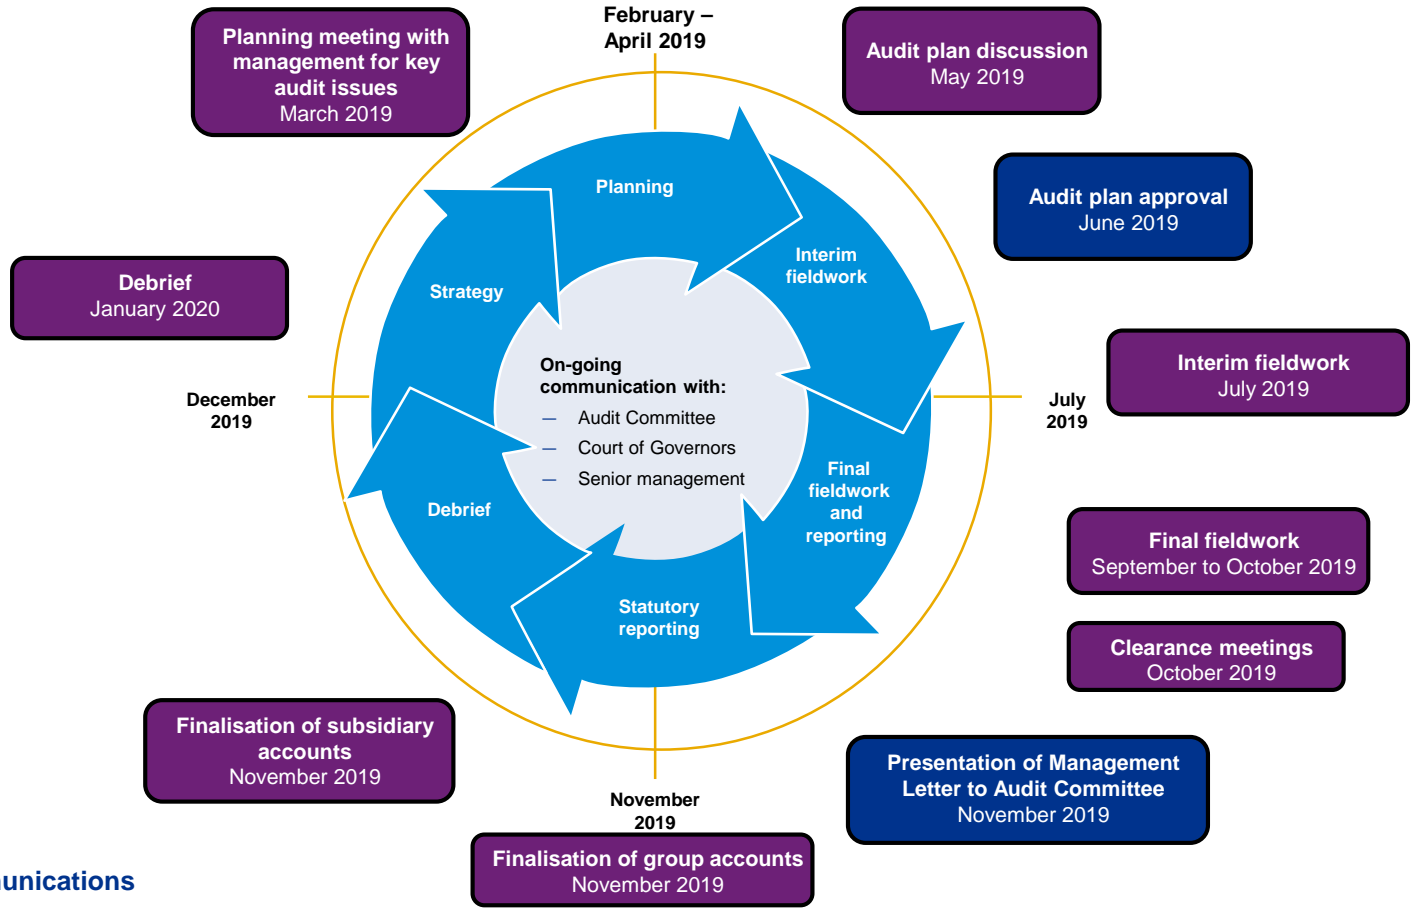 February –
April 2019
Planning meeting with
management for key
audit issues
March 2019
Audit plan discussion
May 2019
Audit plan approval
June 2019
Planning
Interim
fieldwork
Strategy
Debrief
January 2020
On-going
communication with:
— Audit Committee
— Court of Governors
— Senior management
December
2019
July
2019
Interim fieldwork
July 2019
Final
fieldwork
and
reporting
Debrief
Statutory
reporting
Final fieldwork
September to October 2019
Clearance meetings
October 2019
Finalisation of subsidiary
accounts
November 2019
Presentation of Management
Letter to Audit Committee
November 2019
November
2019
Finalisation of group accounts
November 2019